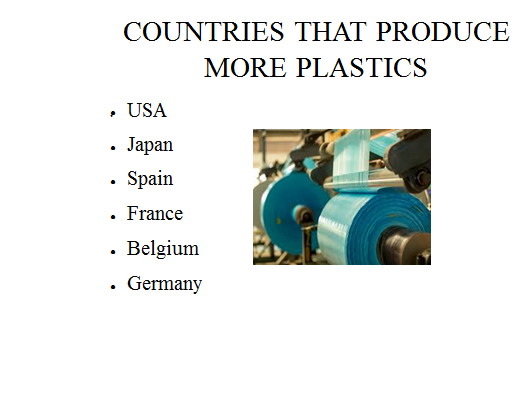 COUNTRIES THAT PRODUCE
MORE PLASTICS
• USA
• Japan
• Spain
• France
• Belgium
• Germany